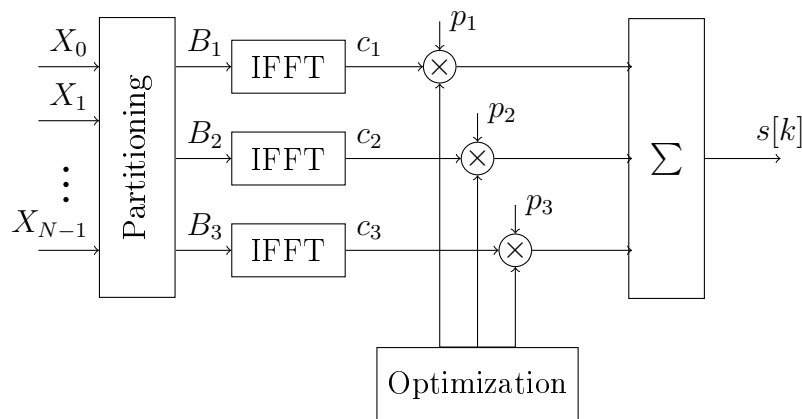 X_0
X_1
⋮
X_{N−1}
Partitioning
B_1
B_2
B_3
IFFT
IFFT
IFFT
c_1
c_2
c_3
p_1
×
p_2
×
p_3
×
∑
s[k]
Optimization